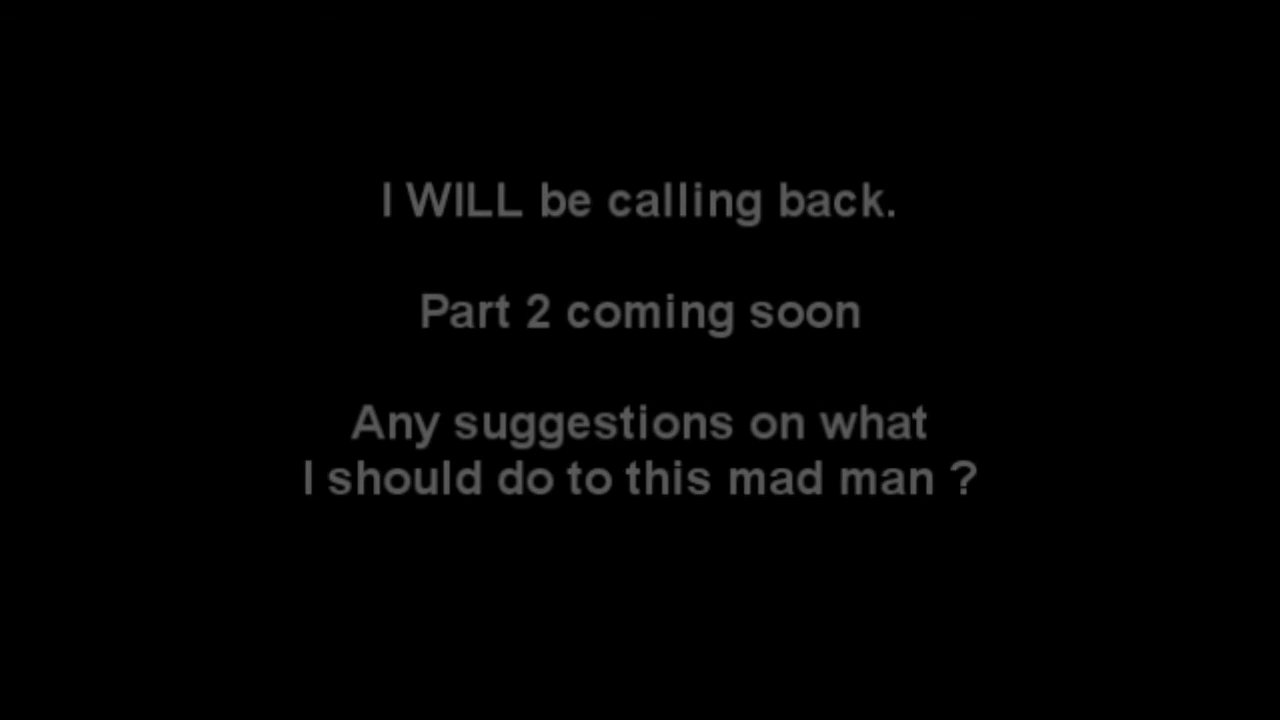 I WILL be calling back.
Part 2 coming soon
Any suggestions on what
I should do to this mad man ?